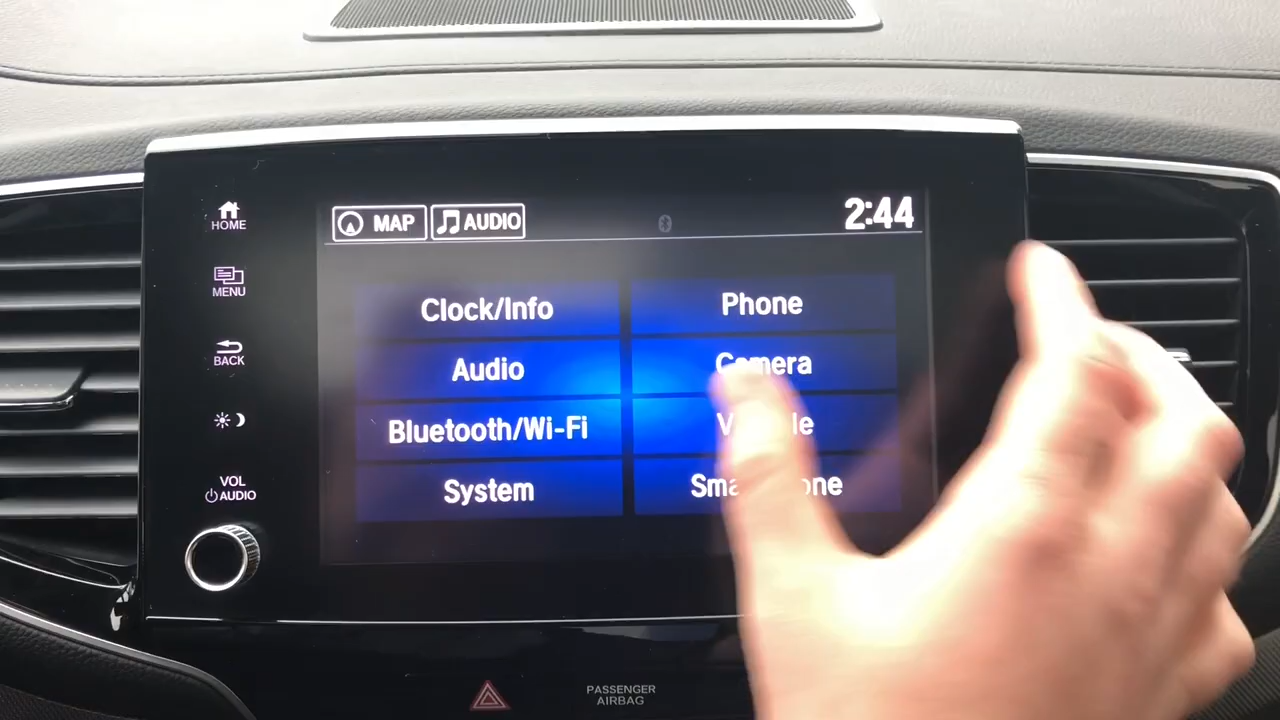 HOME
MAP
AUDIO
2:44
MENU
Clock/Info
Phone
BACK
Audio
Camera
Bluetooth/Wi-Fi
VOL
AUDIO
System
PASSENGER
AIRBAG